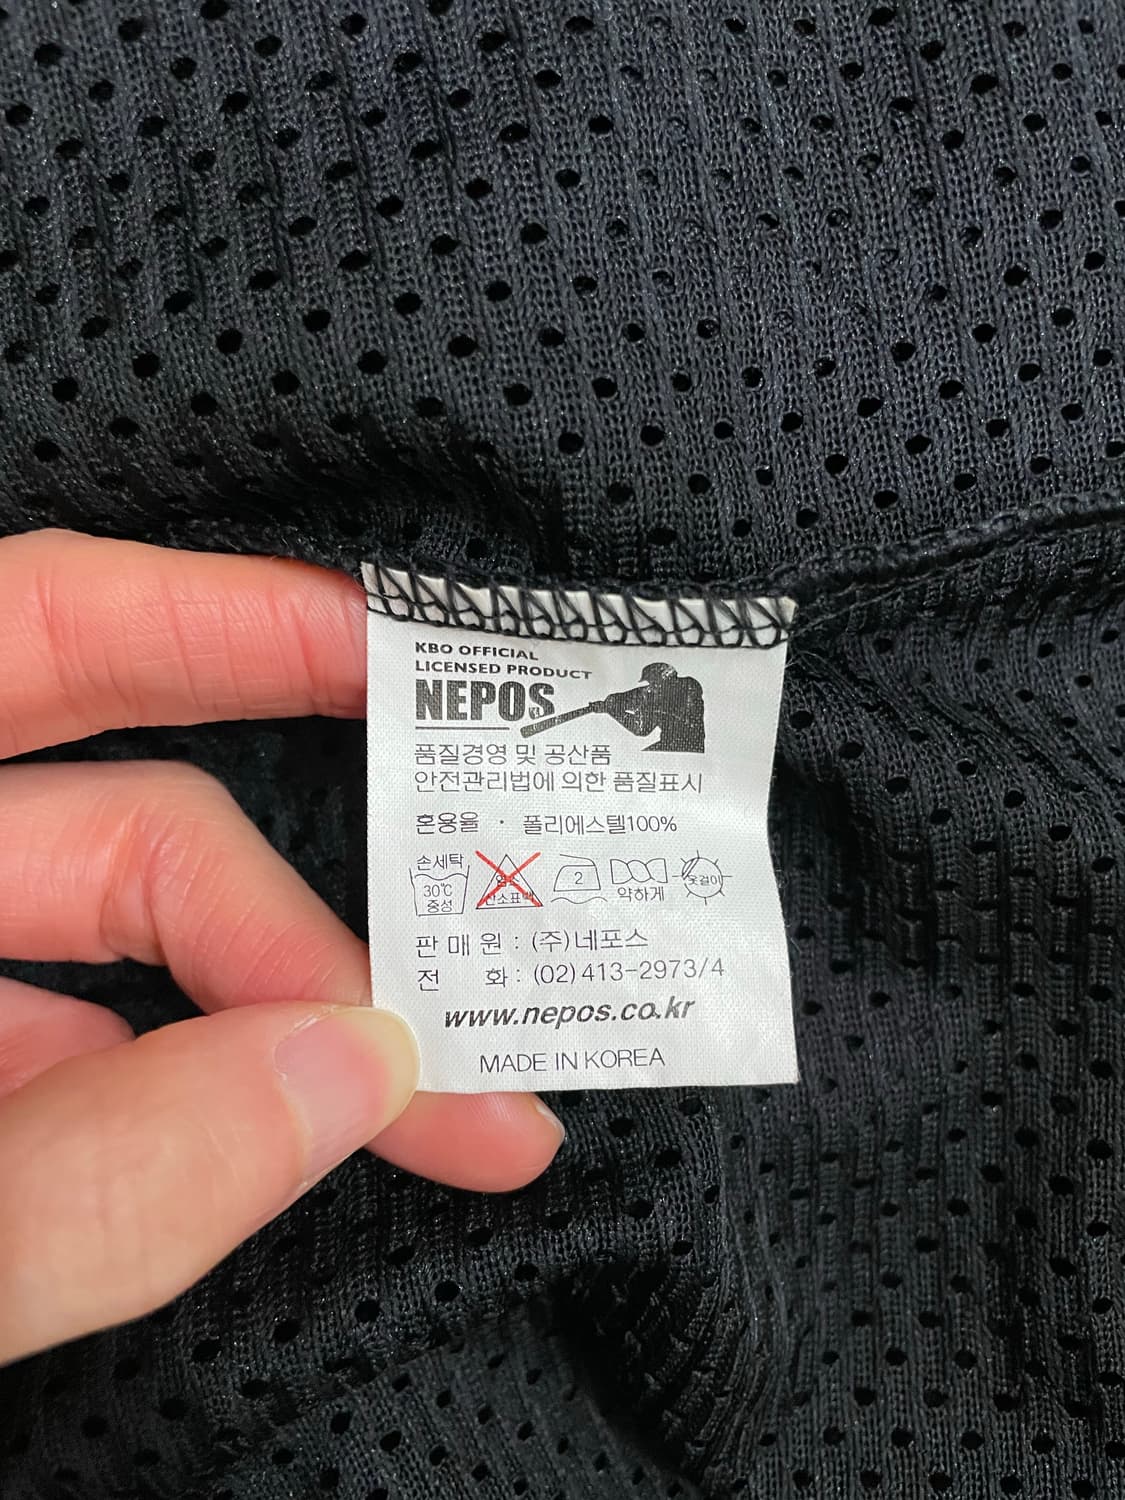 KBO OFFICIAL
LICENSED PRODUCT
NEPOS
품질경영 및 공산품
안전관리법에 의한 품질표시
혼용율 · 폴리에스텔100%
손세탁
30℃
중성
염소
산소표백
2
약하게
옷걸이
판 매 원 : (주)네포스
전 화 : (02) 413-2973/4
www.nepos.co.kr
MADE IN KOREA